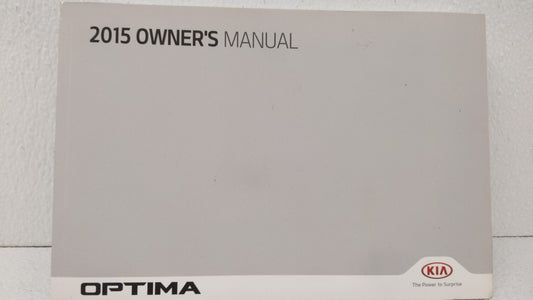 2015 OWNER'S MANUAL
KIA
The Power to Surprise
OPTIMA